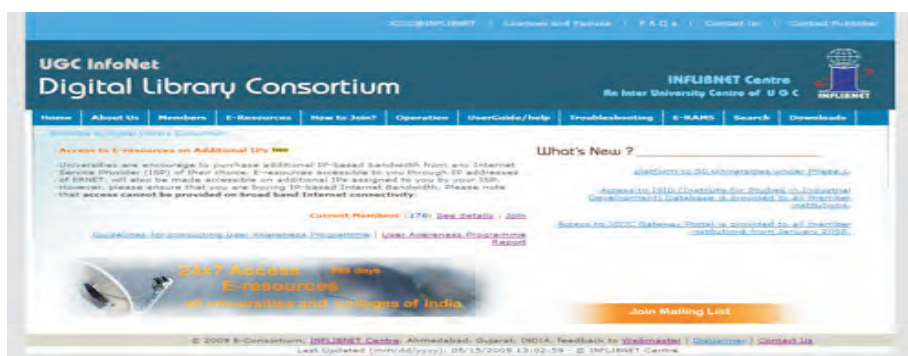 JCCC@INFLIBNET | Licences and Tenure | F A Q s | Contact Us | Contact Publisher
UGC InfoNet
Digital Library Consortium
INFLIBNET Centre
An Inter University Centre of U G C
INFLIBNET
Home About Us Members E-Resources How to Join? Operation UserGuide/help Troubleshooting E-RAMS Search Downloads
Welcome to Digital Library Consortium
Access to E-resources on Additional IPs
Universities are encourage to purchase additional IP-based bandwidth from any Internet
Service Provider (ISP) of their choice. E-resources accessible to you through IP addresses
of ERNET, will also be made accessible on additional IPs assigned to you by your ISP.
However, please ensure that you are buying IP-based Internet Bandwidth. Please note
that access cannot be provided on broad band Internet connectivity.
Current Members (176) See details | Join
Guidelines for conducting User Awareness Programme | User Awareness Programme
Report
24x7 Access 365 days
E-resources
all universities and colleges of India
What's New ?
platform to 50 Universities under Phase I.
Access to ISID (Institute for Studies in Industrial
Development) Database is provided to all member
institutions.
Access to JCCC Gateway Portal is provided to all member
institutions from January 2008.
Join Mailing List
© 2009 E-Consortium, INFLIBNET Centre, Ahmedabad, Gujarat, INDIA. feedback to Webmaster | Disclaimer | Contact Us
Last Updated (mm/dd/yyyy): 05/15/2009 13:02:59 - © INFLIBNET Centre